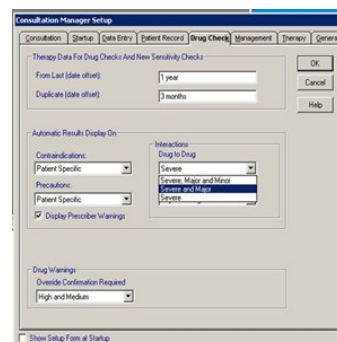 Consultation Manager Setup
Consultation Startup Data Entry Patient Record Drug Check Management Therapy
Therapy Data For Drug Checks And New Sensitivity Checks
OK
From Last (date offset):
1 year
Cancel
Duplicate (date offset):
3 months
Help
Automatic Results Display On
Interactions
Contraindications:
Drug to Drug
Patient Specific
Severe
Severe, Major and Minor
Precautions:
Severe and Major
Patient Specific
Severe
Display Prescriber Warnings
Drug Warnings
Override Confirmation Required
High and Medium
Show Setup Form at Startup